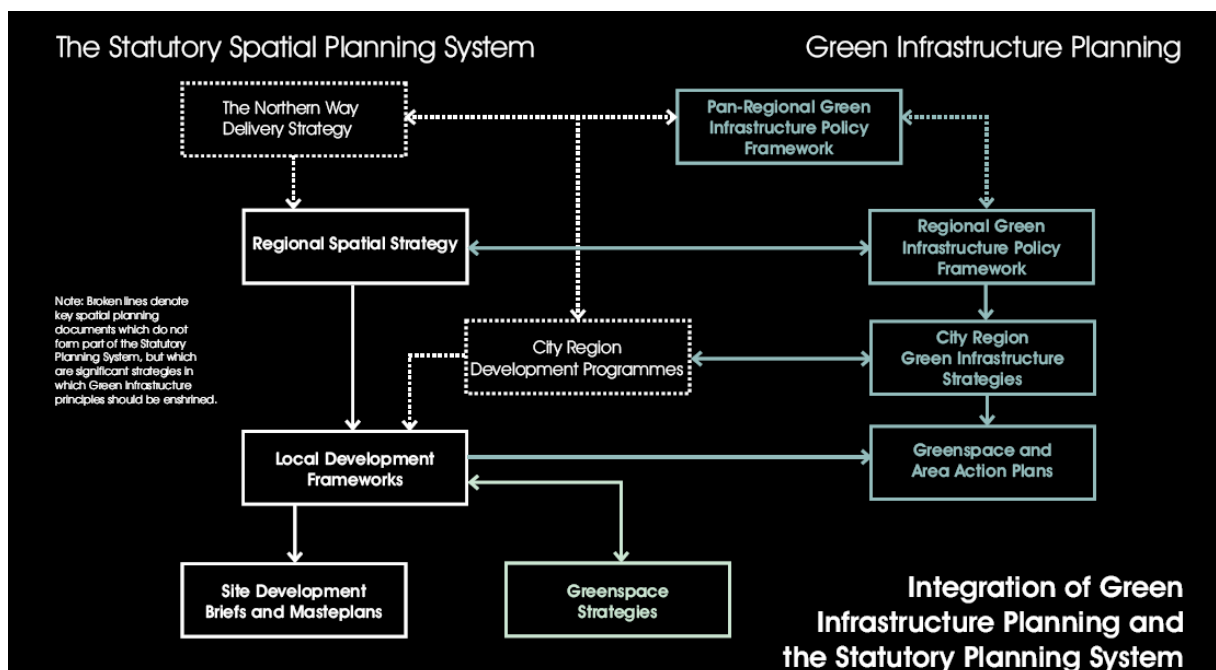 The Statutory Spatial Planning System
Green Infrastructure Planning
The Northern Way
Delivery Strategy
Pan-Regional Green
Infrastructure Policy
Framework
Regional Spatial Strategy
Regional Green
Infrastructure Policy
Framework
Note: Broken lines denote
key spatial planning
documents which do not
form part of the Statutory
Planning System, but which
are significant strategies in
which Green Infrastructure
principles should be enshrined.
City Region
Development Programmes
City Region
Green Infrastructure
Strategies
Local Development
Frameworks
Greenspace and
Area Action Plans
Site Development
Briefs and Masteplans
Greenspace
Strategies
Integration of Green
Infrastructure Planning and
the Statutory Planning System